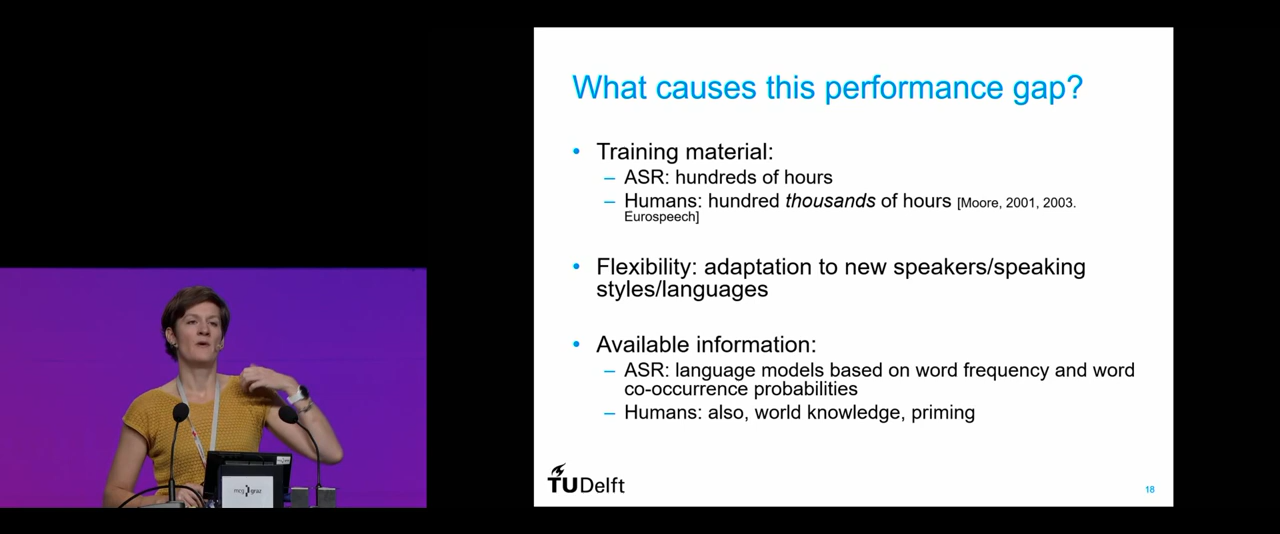 What causes this performance gap?
• Training material:
– ASR: hundreds of hours
– Humans: hundred thousands of hours [Moore, 2001, 2003.
Eurospeech]
• Flexibility: adaptation to new speakers/speaking
styles/languages
• Available information:
– ASR: language models based on word frequency and word
co-occurrence probabilities
– Humans: also, world knowledge, priming
TUDelft
18